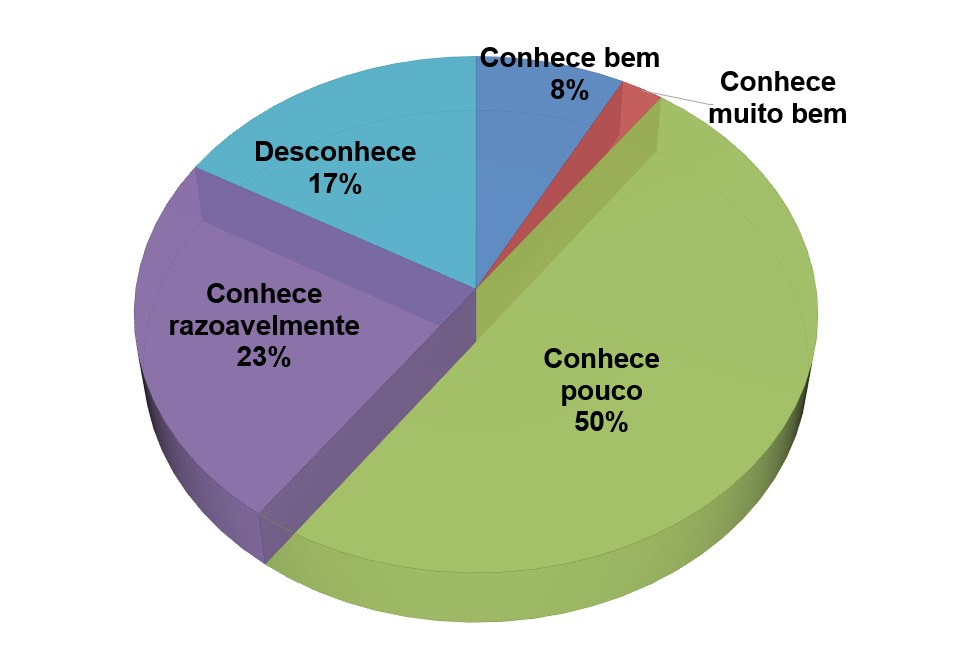 Conhece bem
8%
Conhece
muito bem
Desconhece
17%
Conhece
razoavelmente
23%
Conhece
pouco
50%